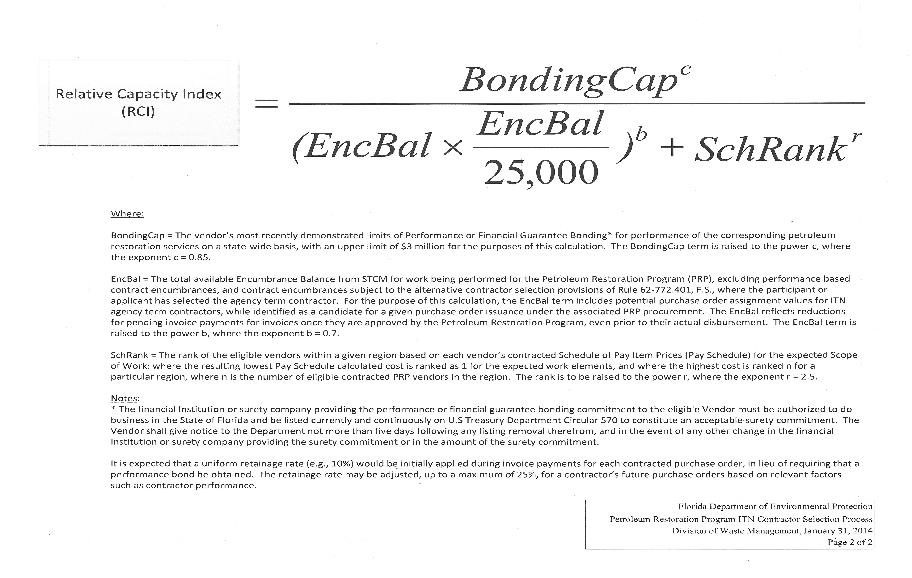 Relative Capacity Index
(RCI)
= BondingCap^c
(EncBal × EncBal / 25,000 )^b + SchRank^r
Where:
BondingCap = The vendor's most recently demonstrated limits of Performance or Financial Guarantee Bonding* for performance of the corresponding petroleum
restoration services on a state-wide basis, with an upper limit of $3 million for the purposes of this calculation. The BondingCap term is raised to the power c, where
the exponent c = 0.85.
EncBal = The total available Encumbrance Balance from STCM for work being performed for the Petroleum Restoration Program (PRP), excluding performance based
contract encumbrances, and contract encumbrances subject to the alternative contractor selection provisions of Rule 62-772.401, F.S., where the participant or
applicant has selected the agency term contractor. For the purpose of this calculation, the EncBal term includes potential purchase order assignment values for ITN
agency term contractors, while identified as a candidate for a given purchase order issuance under the associated PRP procurement. The EncBal reflects reductions
for pending invoice payments for invoices once they are approved by the Petroleum Restoration Program, even prior to their actual disbursement. The EncBal term is
raised to the power b, where the exponent b = 0.7.
SchRank = The rank of the eligible vendors within a given region based on each vendor's contracted Schedule of Pay Item Prices (Pay Schedule) for the expected Scope
of Work; where the resulting lowest Pay Schedule calculated cost is ranked as 1 for the expected work elements, and where the highest cost is ranked n for a
particular region, where n is the number of eligible contracted PRP vendors in the region. The rank is to be raised to the power r, where the exponent r = 2.5.
Notes:
* The financial Institution or surety company providing the performance or financial guarantee bonding commitment to the eligible Vendor must be authorized to do
business in the State of Florida and be listed currently and continuously on U.S Treasury Department Circular 570 to constitute an acceptable surety commitment. The
Vendor shall give notice to the Department not more than five days following any listing removal therefrom, and in the event of any other change in the financial
Institution or surety company providing the surety commitment or in the amount of the surety commitment.
It is expected that a uniform retainage rate (e.g., 10%) would be initially applied during invoice payments for each contracted purchase order, in lieu of requiring that a
performance bond be obtained. The retainage rate may be adjusted, up to a maximum of 25%, for a contractor's future purchase orders based on relevant factors
such as contractor performance.
Florida Department of Environmental Protection
Petroleum Restoration Program ITN Contractor Selection Process
Division of Waste Management, January 31, 2014
Page 2 of 2